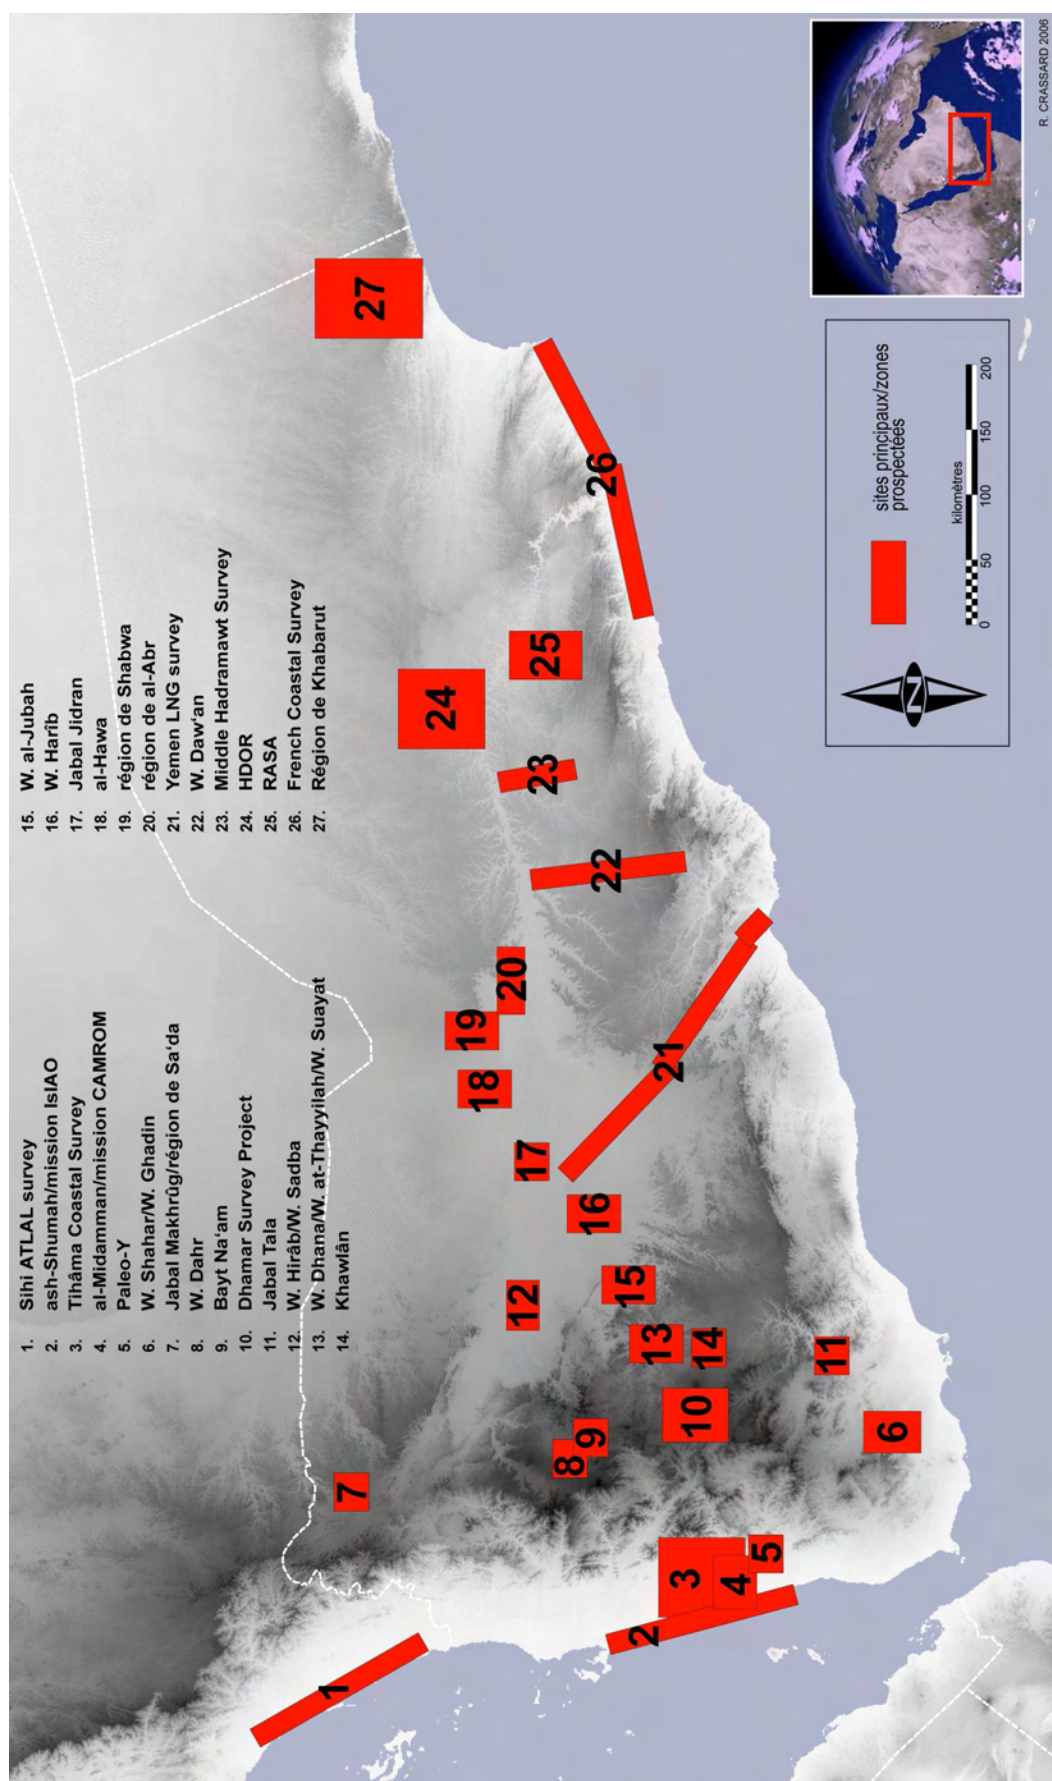 1. Sihi ATLAL survey
2. ash-Shumah/mission IsIAO
3. Tihâma Coastal Survey
4. al-Midamman/mission CAMROM
5. Paleo-Y
6. W. Shahar/W. Ghadin
7. Jabal Makhrûg/région de Sa‘da
8. W. Dahr
9. Bayt Na‘am
10. Dhamar Survey Project
11. Jabal Tala
12. W. Hirâb/W. Sadba
13. W. Dhana/W. at-Thayyilah/W. Suayat
14. Khawlân
15. W. al-Jubah
16. W. Harîb
17. Jabal Jidran
18. al-Hawa
19. région de Shabwa
20. région de al-Abr
21. Yemen LNG survey
22. W. Daw‘an
23. Middle Hadramawt Survey
24. HDOR
25. RASA
26. French Coastal Survey
27. Région de Khabarut
1
2
3
4
5
6
7
8
9
10
11
12
13
14
15
16
17
18
19
20
21
22
23
24
25
26
27
N
sites principaux/zones
prospectées
kilomètres
0 50 100 150 200
R. CRASSARD 2006